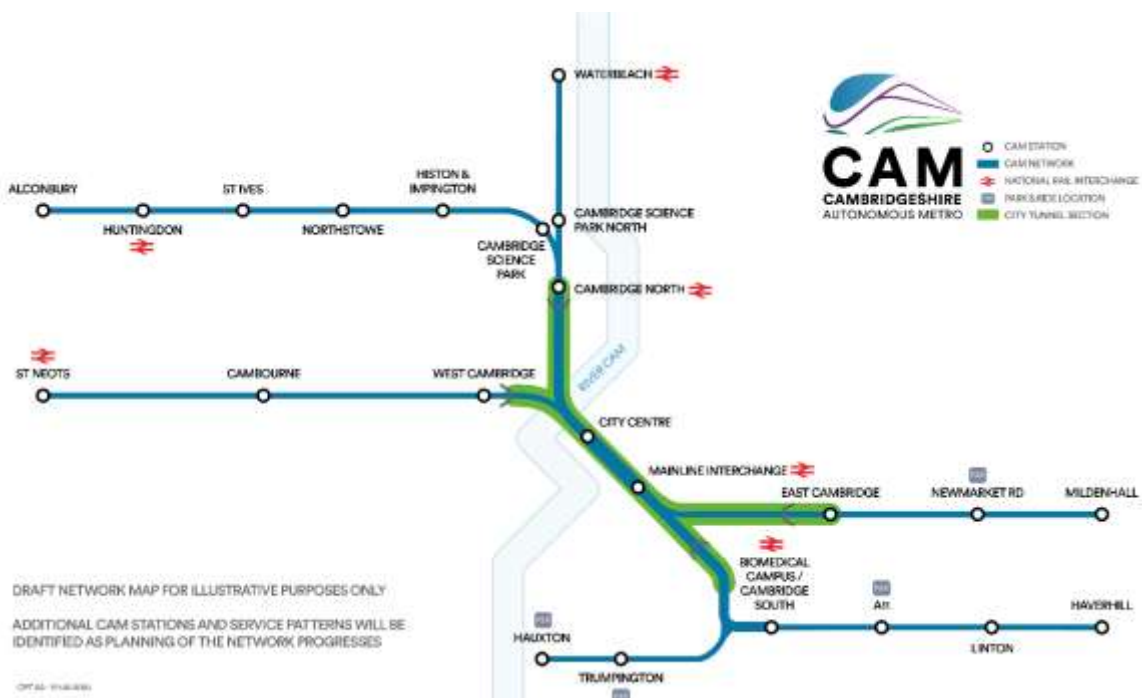 WATERBEACH
CAM
CAMBRIDGESHIRE
AUTONOMOUS METRO
CAM STATION
CAM NETWORK
NATIONAL RAIL INTERCHANGE
PARK & RIDE LOCATION
CITY TUNNEL SECTION
ALCONBURY
HUNTINGDON
ST IVES
NORTHSTOWE
HISTON &
IMPINGTON
CAMBRIDGE
SCIENCE
PARK
CAMBRIDGE SCIENCE
PARK NORTH
CAMBRIDGE NORTH
RIVER CAM
ST NEOTS
CAMBOURNE
WEST CAMBRIDGE
CITY CENTRE
MAINLINE INTERCHANGE
EAST CAMBRIDGE
NEWMARKET RD
MILDENHALL
BIOMEDICAL
CAMPUS /
CAMBRIDGE
SOUTH
A11
LINTON
HAVERHILL
HAUXTON
TRUMPINGTON
DRAFT NETWORK MAP FOR ILLUSTRATIVE PURPOSES ONLY
ADDITIONAL CAM STATIONS AND SERVICE PATTERNS WILL BE
IDENTIFIED AS PLANNING OF THE NETWORK PROGRESSES